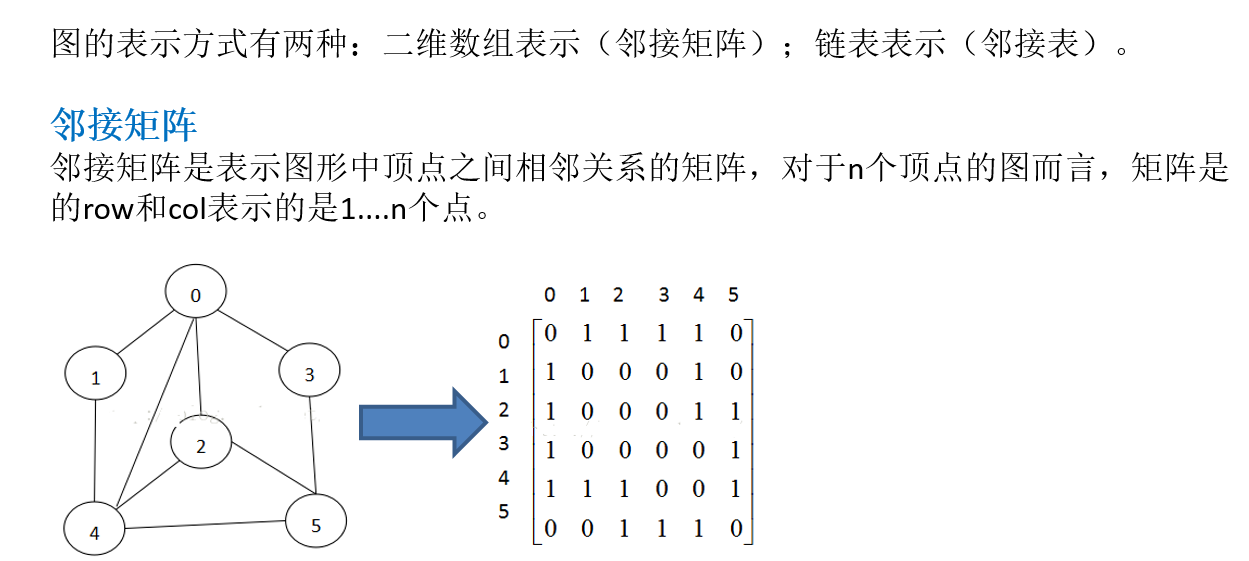 图的表示方式有两种：二维数组表示（邻接矩阵）；链表表示（邻接表）。
邻接矩阵
邻接矩阵是表示图形中顶点之间相邻关系的矩阵，对于n个顶点的图而言，矩阵是
的row和col表示的是1....n个点。
0
1
3
2
4
5
0 1 2 3 4 5
0 0 1 1 1 1 0
1 1 0 0 0 1 0
2 1 0 0 0 1 1
3 1 0 0 0 0 1
4 1 1 1 0 0 1
5 0 0 1 1 1 0